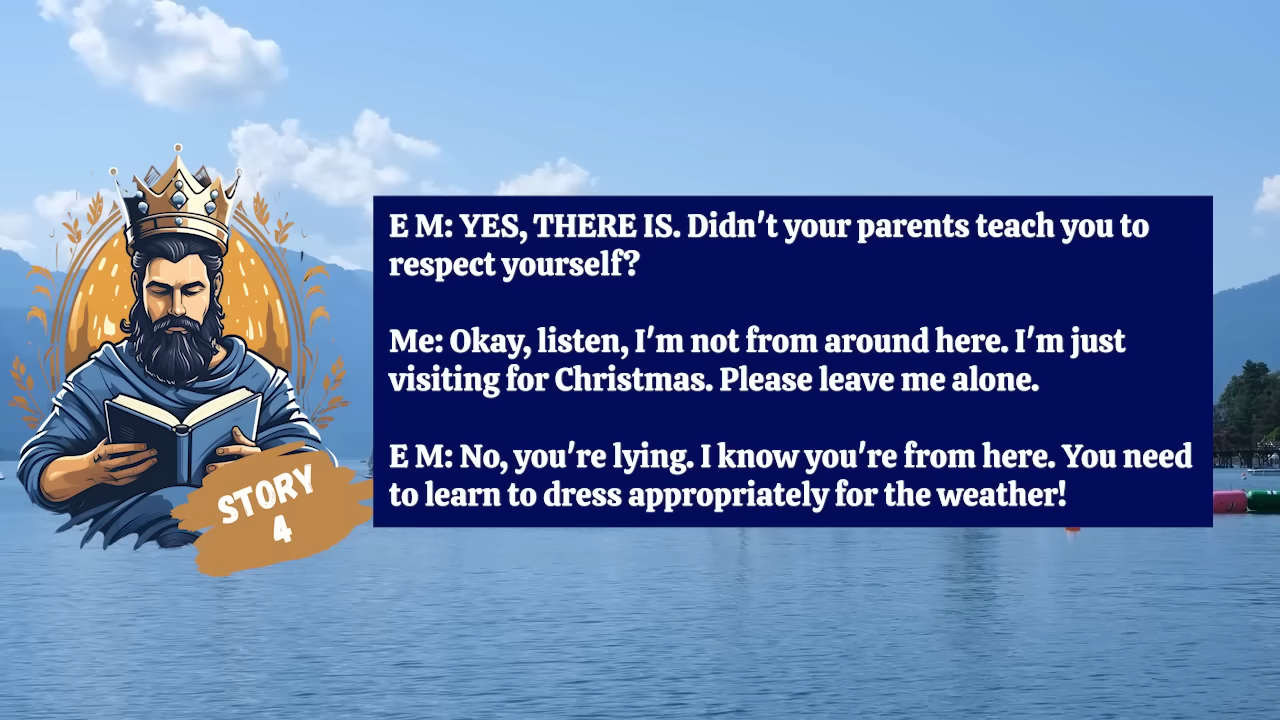 E M: YES, THERE IS. Didn't your parents teach you to
respect yourself?
Me: Okay, listen, I'm not from around here. I'm just
visiting for Christmas. Please leave me alone.
E M: No, you're lying. I know you're from here. You need
to learn to dress appropriately for the weather!
STORY
4